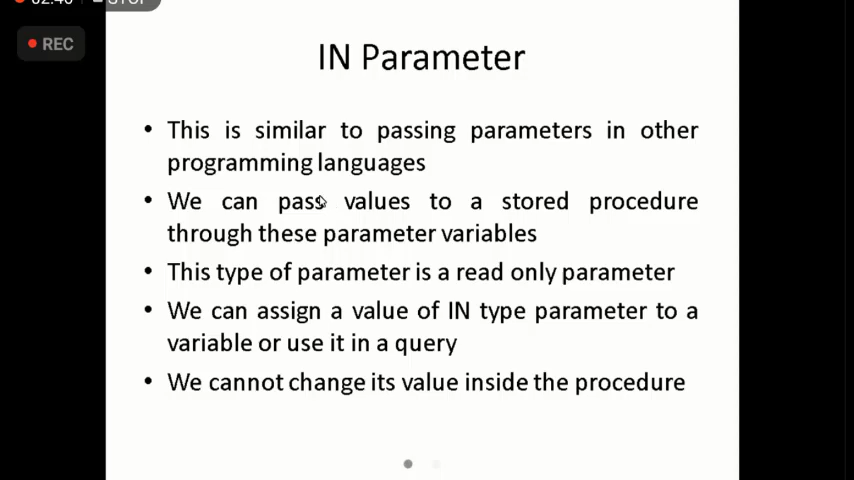 REC
IN Parameter
• This is similar to passing parameters in other
programming languages
• We can pass values to a stored procedure
through these parameter variables
• This type of parameter is a read only parameter
• We can assign a value of IN type parameter to a
variable or use it in a query
• We cannot change its value inside the procedure